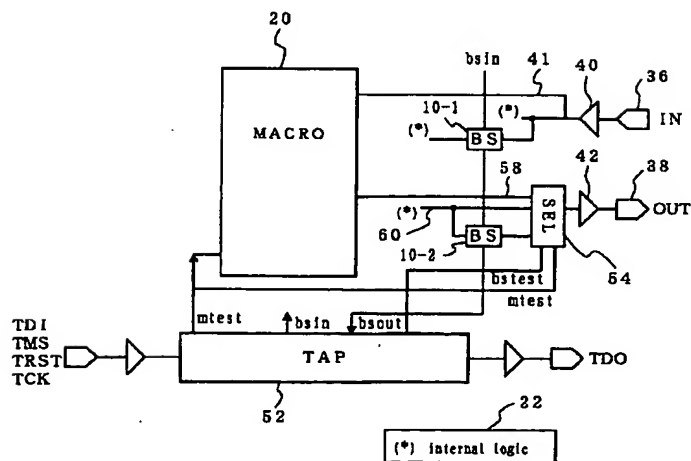 20
bsin
41
40
36
(*)
IN
10-1
(*)
BS
MACRO
58
42
38
(*)
SEL
OUT
60
BS
10-2
54
bstest
mtest
mtest
bsin
bsout
TDI
TMS
TRST
TCK
TAP
TDO
52
22
(*) internal logic